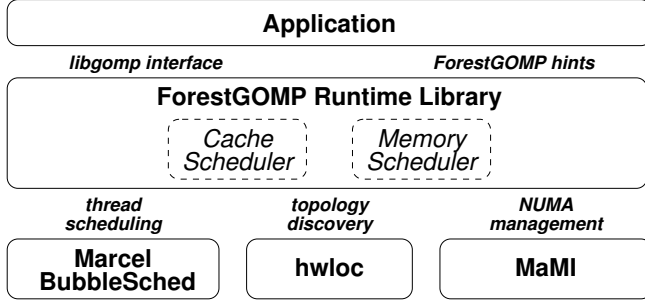 Application
libgomp interface ForestGOMP hints
ForestGOMP Runtime Library
Cache Memory
Scheduler Scheduler
thread topology NUMA
scheduling discovery management
Marcel
BubbleSched hwloc MaMI